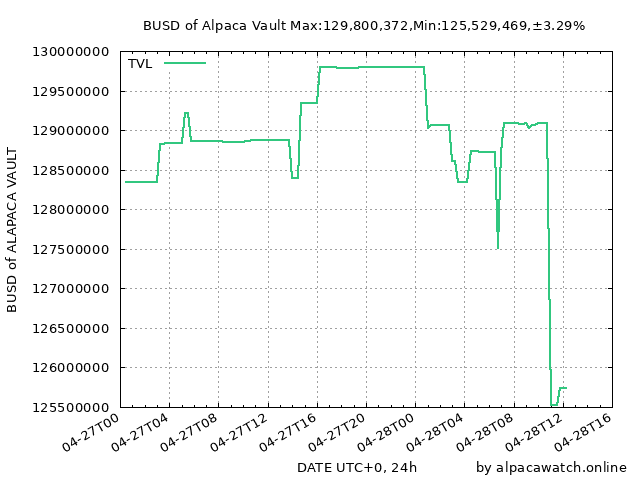 BUSD of Alpaca Vault Max:129,800,372,Min:125,529,469,±3.29%
TVL
130000000
129500000
129000000
128500000
128000000
127500000
127000000
126500000
126000000
125500000
BUSD of ALAPACA VAULT
04-27T00
04-27T04
04-27T08
04-27T12
04-27T16
04-27T20
04-28T00
04-28T04
04-28T08
04-28T12
04-28T16
DATE UTC+0, 24h
by alpacawatch.online